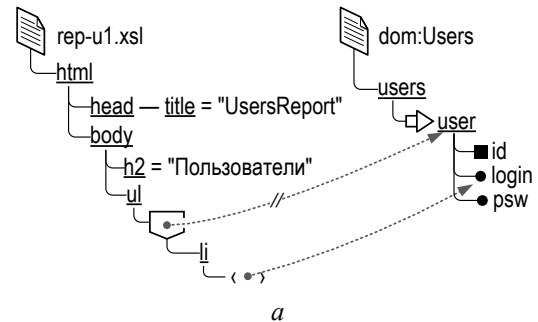 rep-u1.xsl
html
head — title = "UsersReport"
body
h2 = "Пользователи"
ul
li
‹ ›
dom:Users
users
user
id
login
psw
//
а